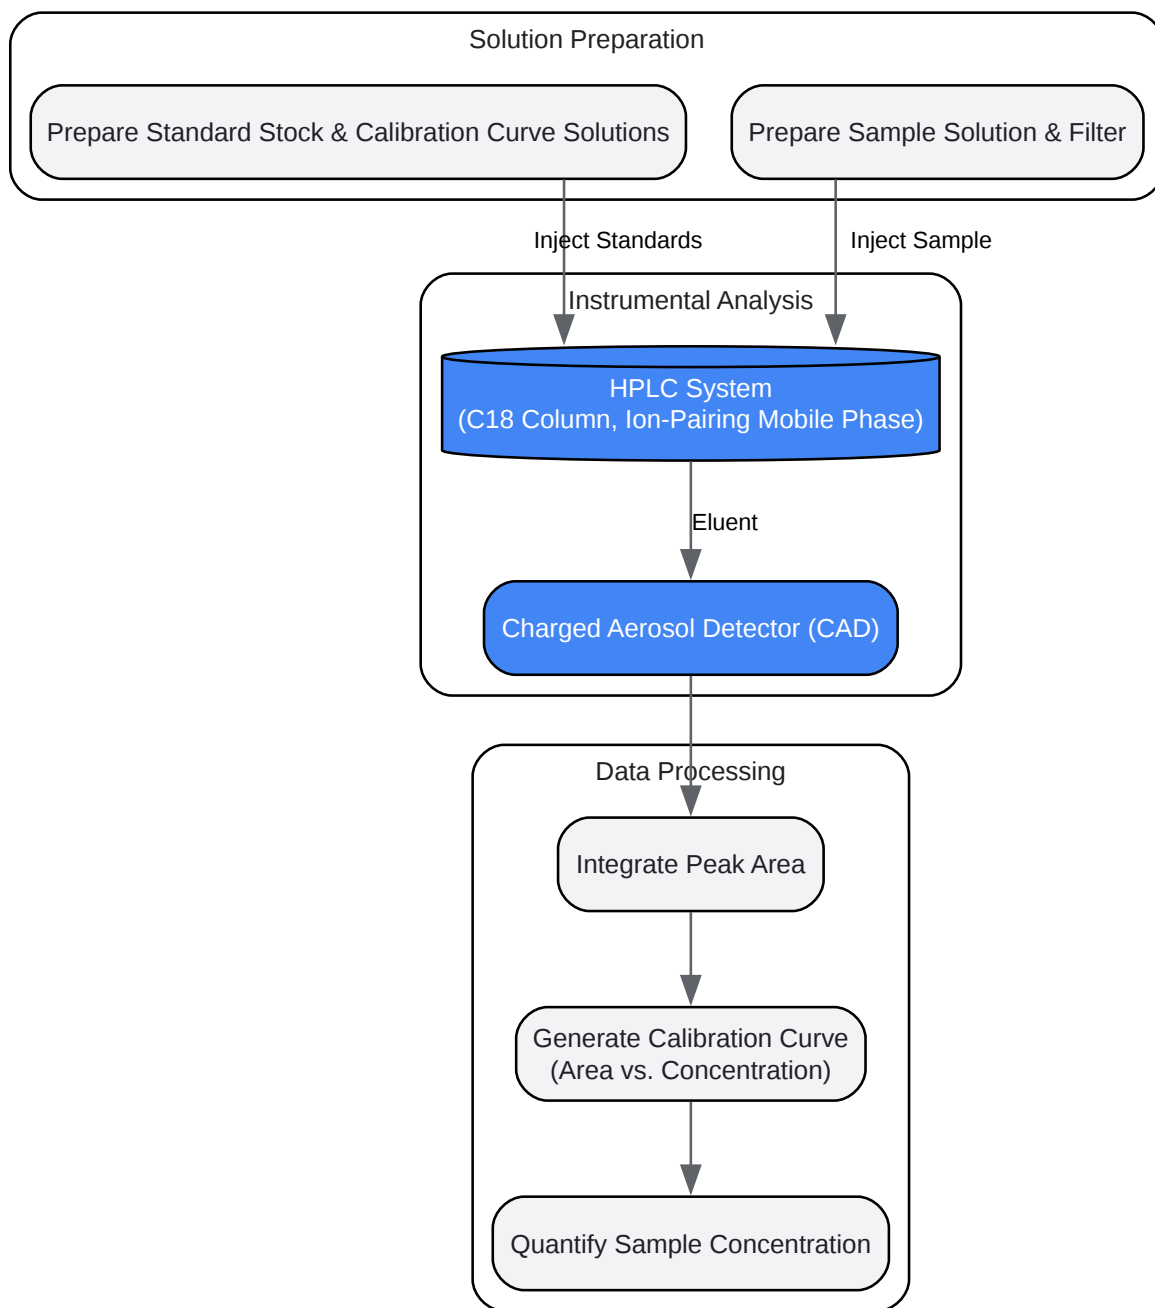 Solution Preparation
Prepare Standard Stock & Calibration Curve Solutions
Prepare Sample Solution & Filter
Inject Standards
Inject Sample
Instrumental Analysis
HPLC System
(C18 Column, Ion-Pairing Mobile Phase)
Eluent
Charged Aerosol Detector (CAD)
Data Processing
Integrate Peak Area
Generate Calibration Curve
(Area vs. Concentration)
Quantify Sample Concentration